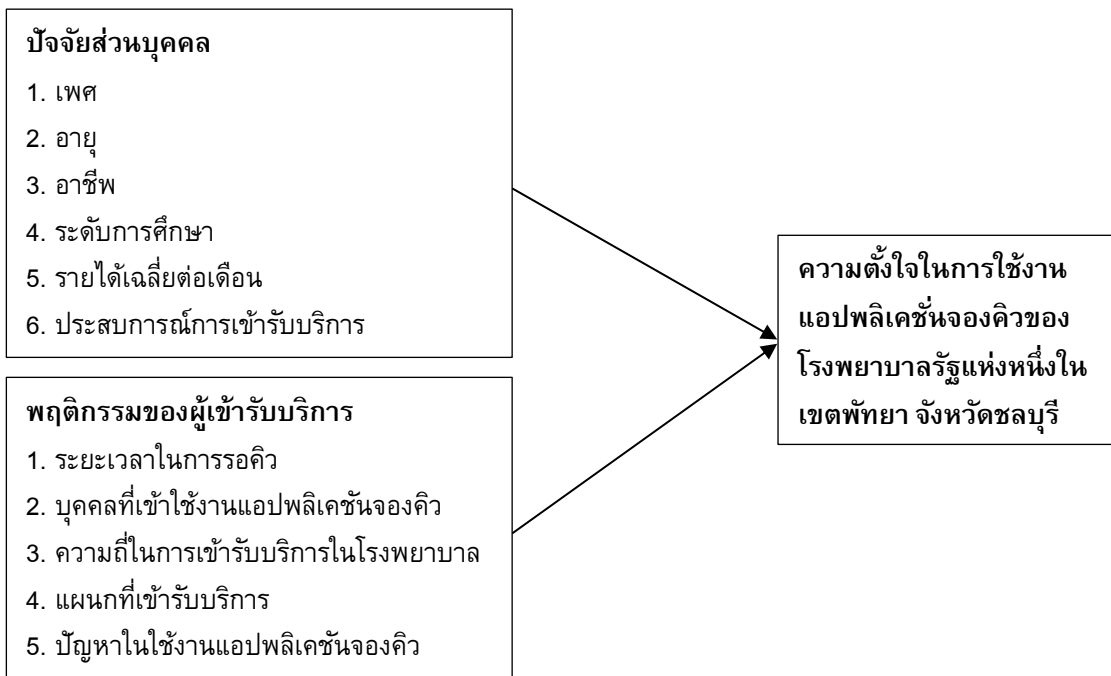 ปัจจัยส่วนบุคคล
1. เพศ
2. อายุ
3. อาชีพ
4. ระดับการศึกษา
5. รายได้เฉลี่ยต่อเดือน
6. ประสบการณ์การเข้ารับบริการ
พฤติกรรมของผู้เข้ารับบริการ
1. ระยะเวลาในการรอคิว
2. บุคคลที่เข้าใช้งานแอปพลิเคชันจองคิว
3. ความถี่ในการเข้ารับบริการในโรงพยาบาล
4. แผนกที่เข้ารับบริการ
5. ปัญหาในใช้งานแอปพลิเคชันจองคิว
ความตั้งใจในการใช้งาน
แอปพลิเคชั่นจองคิวของ
โรงพยาบาลรัฐแห่งหนึ่งใน
เขตพัทยา จังหวัดชลบุรี